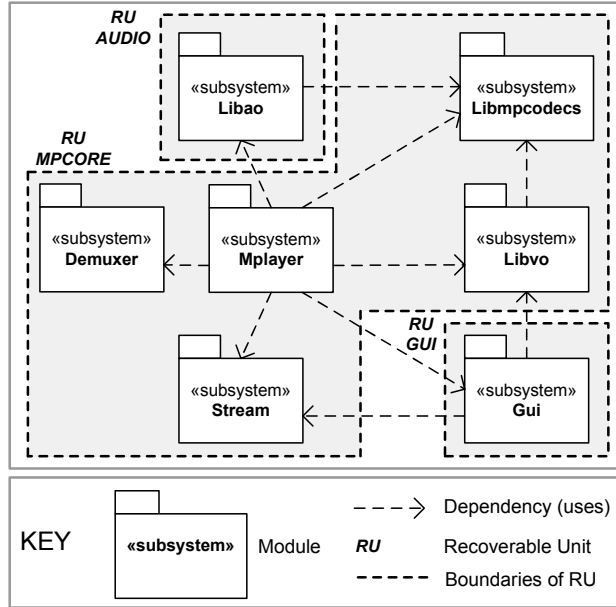 RU
AUDIO
«subsystem»
Libao
«subsystem»
Libmpcodecs
RU
MPCORE
«subsystem»
Demuxer
«subsystem»
Mplayer
«subsystem»
Libvo
RU
GUI
«subsystem»
Stream
«subsystem»
Gui
KEY
«subsystem»
Module
Dependency (uses)
RU
Recoverable Unit
Boundaries of RU